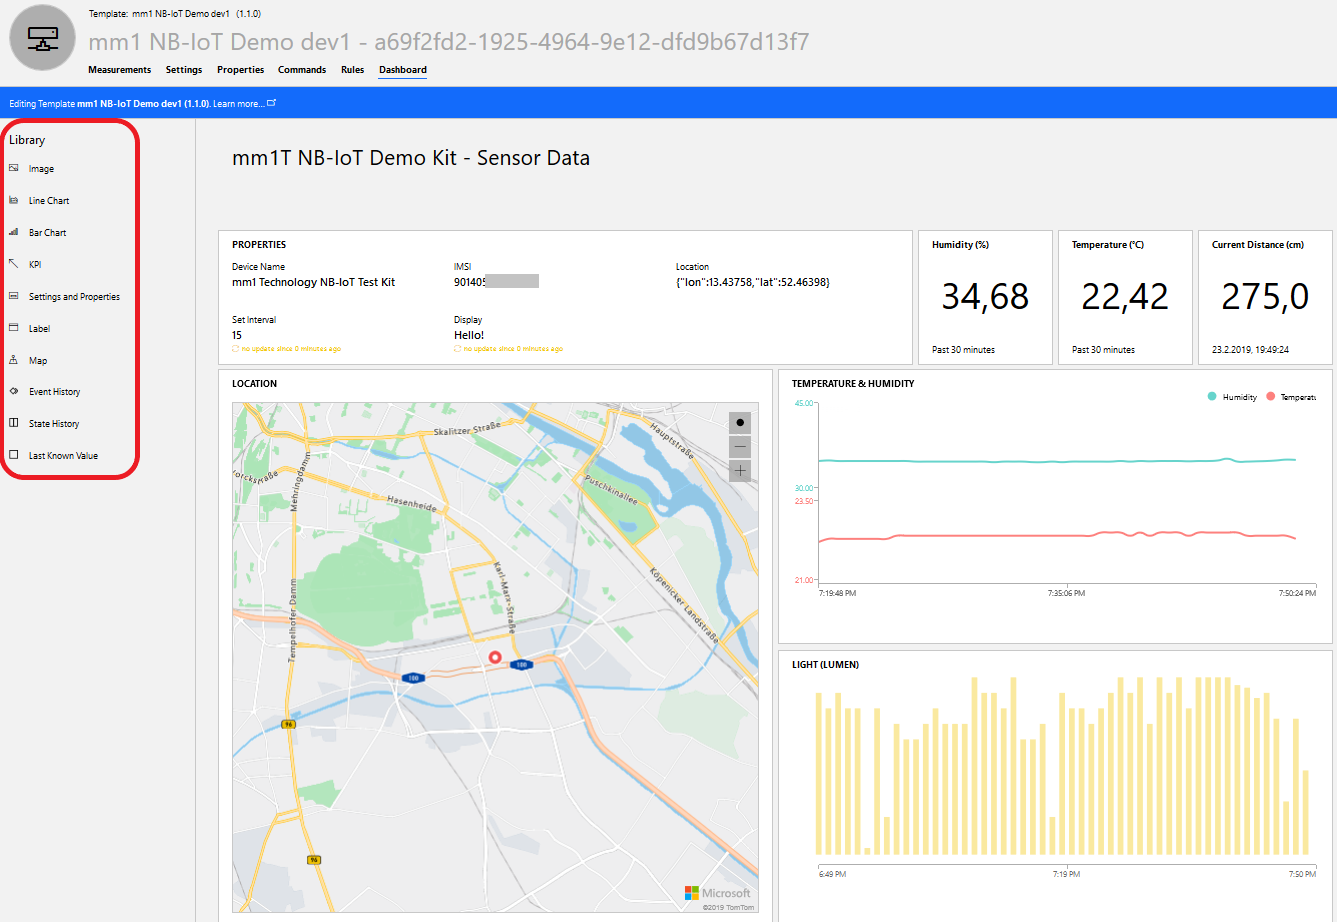 Template: mm1 NB-IoT Demo dev1 (1.1.0)
mm1 NB-IoT Demo dev1 - a69f2fd2-1925-4964-9e12-dfd9b67d13f7
Measurements Settings Properties Commands Rules Dashboard
Editing Template mm1 NB-IoT Demo dev1 (1.1.0). Learn more...
Library
Image
Line Chart
Bar Chart
KPI
Settings and Properties
Label
Map
Event History
State History
Last Known Value
mm1T NB-IoT Demo Kit - Sensor Data
PROPERTIES
Device Name
mm1 Technology NB-IoT Test Kit
IMSI
901405
Location
{"lon":13.43758,"lat":52.46398}
Set Interval
15
no update since 0 minutes ago
Display
Hello!
no update since 0 minutes ago
Humidity (%)
34,68
Past 30 minutes
Temperature (°C)
22,42
Past 30 minutes
Current Distance (cm)
275,0
23.2.2019, 19:49:24
LOCATION
Skalitzer Straße
Hauptstraße
orckstraße
Mehringdamm
Hasenheide
Puschkinallee
Karl-Marx-Straße
Köpenicker Landstraße
Tempelhofer Damm
100
100
96
96
Microsoft
©2019 TomTom
TEMPERATURE & HUMIDITY
Humidity Temperatu
45.00
30.00
23.50
21.00
7:19:48 PM 7:35:06 PM 7:50:24 PM
LIGHT (LUMEN)
6:49 PM 7:19 PM 7:50 PM